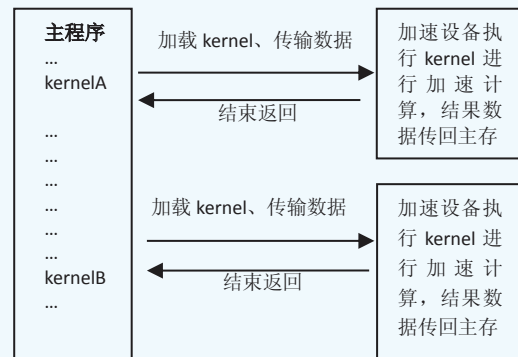 主程序
...
kernelA
...
...
...
...
...
...
kernelB
...
加载 kernel、传输数据
结束返回
加速设备执
行 kernel 进
行加速计
算，结果数
据传回主存
加载 kernel、传输数据
结束返回
加速设备执
行 kernel 进
行加速计
算，结果数
据传回主存